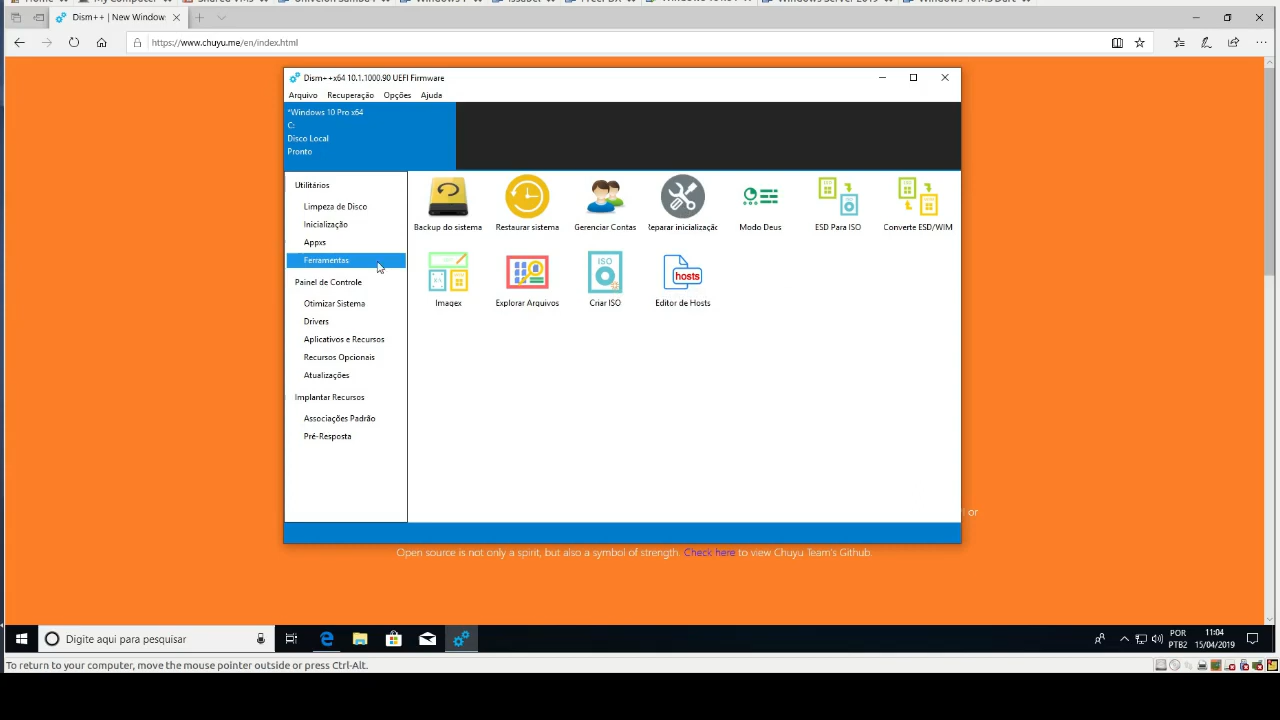 Home
My Computer
Shared VMs
Windows Server 2019
Dism++ | New Window
https://www.chuyu.me/en/index.html
Dism++x64 10.1.1000.90 UEFI Firmware
Arquivo Recuperação Opções Ajuda
*Windows 10 Pro x64
C:
Disco Local
Pronto
Utilitários
Limpeza de Disco
Inicialização
Appxs
Ferramentas
Painel de Controle
Otimizar Sistema
Drivers
Aplicativos e Recursos
Recursos Opcionais
Atualizações
Implantar Recursos
Associações Padrão
Pré-Resposta
Backup do sistema
Restaurar sistema
Gerenciar Contas
Reparar inicialização
Modo Deus
ESD Para ISO
Converte ESD/WIM
Imagex
Explorar Arquivos
ISO
Criar ISO
hosts
Editor de Hosts
or
Open source is not only a spirit, but also a symbol of strength. Check here to view Chuyu Team's Github.
Digite aqui para pesquisar
POR
PTB2
11:04
15/04/2019
To return to your computer, move the mouse pointer outside or press Ctrl-Alt.